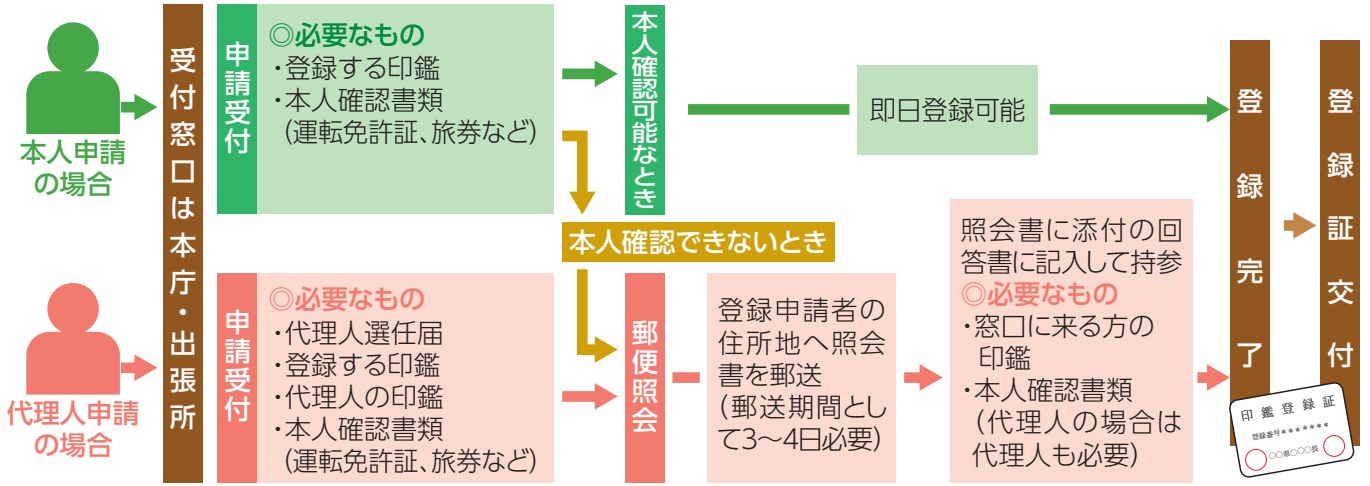 本人申請
の場合
代理人申請
の場合
受付窓口は本庁・出張所
申請受付
◎必要なもの
・登録する印鑑
・本人確認書類
(運転免許証、旅券など)
本人確認可能なとき
即日登録可能
本人確認できないとき
申請受付
◎必要なもの
・代理人選任届
・登録する印鑑
・代理人の印鑑
・本人確認書類
(運転免許証、旅券など)
郵便照会
登録申請者の
住所地へ照会
書を郵送
(郵送期間とし
て3〜4日必要)
照会書に添付の回
答書に記入して持参
◎必要なもの
・窓口に来る方の
印鑑
・本人確認書類
(代理人の場合は
代理人も必要)
登録完了
登録証交付
印鑑登録証
登録番号*******
○○県○○○長